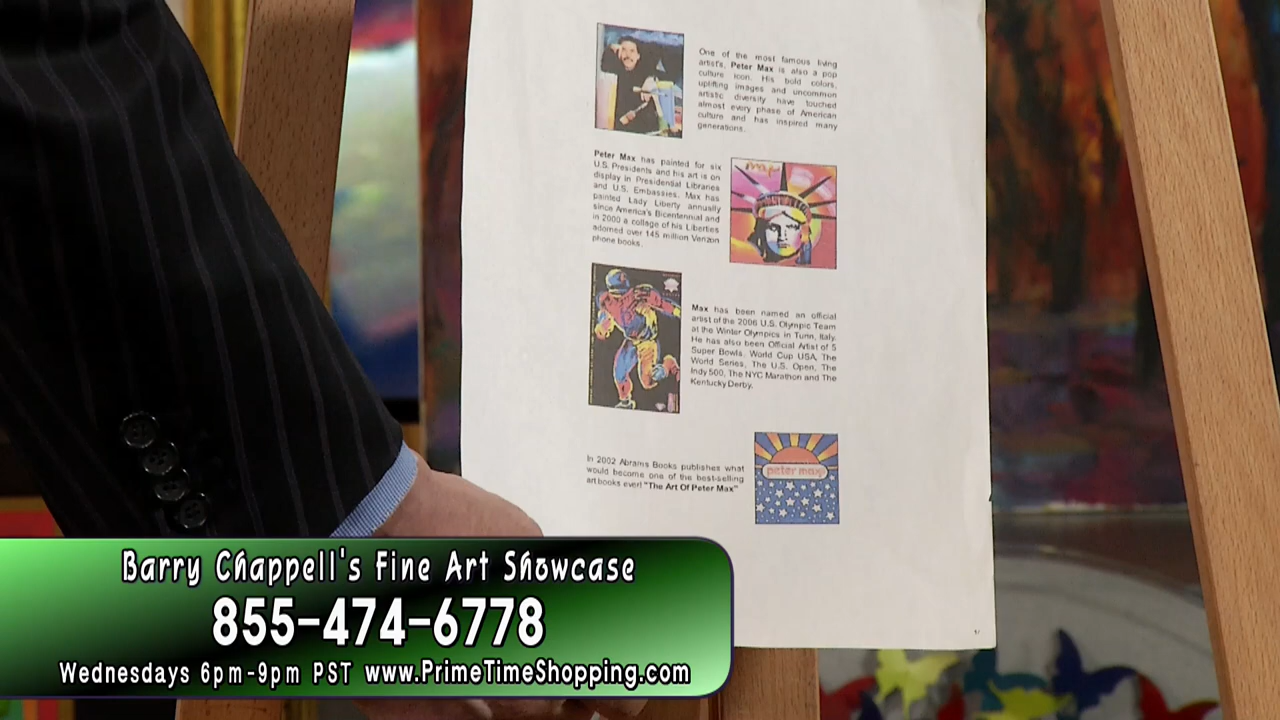 One of the most famous living
artist's, Peter Max is also a pop
culture icon. His bold colors,
uplifting images and uncommon
artistic diversity have touched
almost every phase of American
culture and has inspired many
generations.
Peter Max has painted for six
U.S. Presidents and his art is on
display in Presidential Libraries
and U.S. Embassies. Max has
painted Lady Liberty annually
since America's Bicentennial and
in 2000 a collage of his Liberties
adorned over 145 million Verizon
phone books.
max
Max has been named an official
artist of the 2006 U.S. Olympic Team
at the Winter Olympics in Turin, Italy.
He has also been Official Artist of 5
Super Bowls, World Cup USA, The
World Series, The U.S. Open, The
Indy 500, The NYC Marathon and The
Kentucky Derby.
In 2002 Abrams Books publishes what
would become one of the best-selling
art books ever! "The Art Of Peter Max"
peter max
Barry Chappell's Fine Art Showcase
855-474-6778
Wednesdays 6pm-9pm PST www.PrimeTimeShopping.com